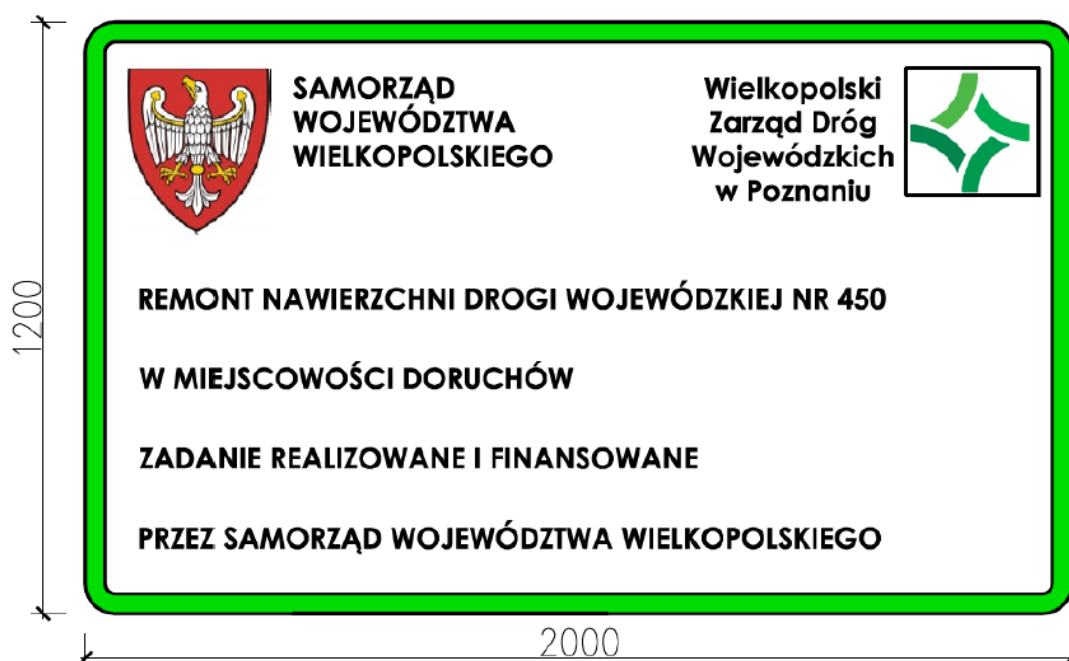 SAMORZĄD
WOJEWÓDZTWA
WIELKOPOLSKIEGO
Wielkopolski
Zarząd Dróg
Wojewódzkich
w Poznaniu
1200
REMONT NAWIERZCHNI DROGI WOJEWÓDZKIEJ NR 450
W MIEJSCOWOŚCI DORUCHÓW
ZADANIE REALIZOWANE I FINANSOWANE
PRZEZ SAMORZĄD WOJEWÓDZTWA WIELKOPOLSKIEGO
2000